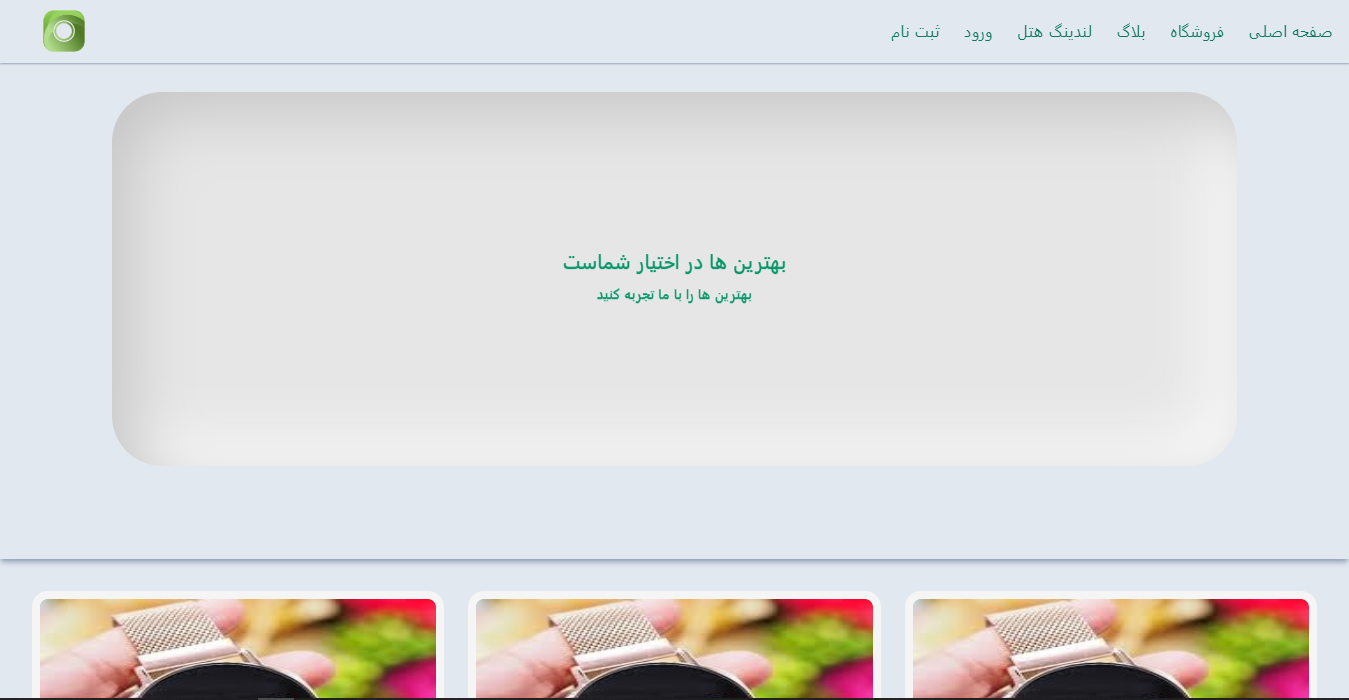 صفحه اصلی فروشگاه بلاگ لندینگ هتل ورود ثبت نام
بهترین ها در اختیار شماست
بهترین ها را با ما تجربه کنید